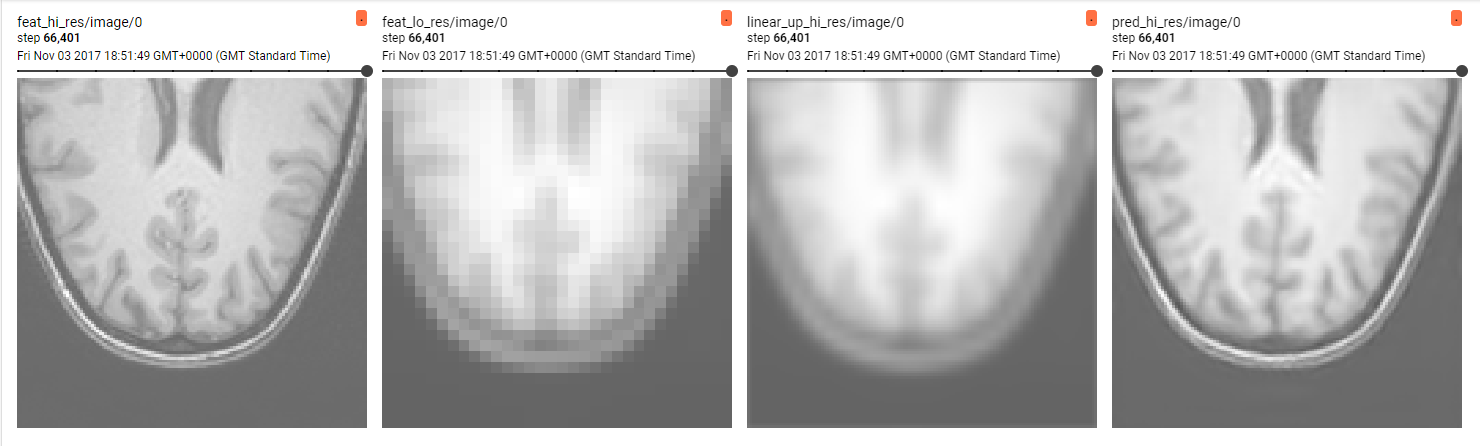 feat_hi_res/image/0
step 66,401
Fri Nov 03 2017 18:51:49 GMT+0000 (GMT Standard Time)
feat_lo_res/image/0
step 66,401
Fri Nov 03 2017 18:51:49 GMT+0000 (GMT Standard Time)
linear_up_hi_res/image/0
step 66,401
Fri Nov 03 2017 18:51:49 GMT+0000 (GMT Standard Time)
pred_hi_res/image/0
step 66,401
Fri Nov 03 2017 18:51:49 GMT+0000 (GMT Standard Time)